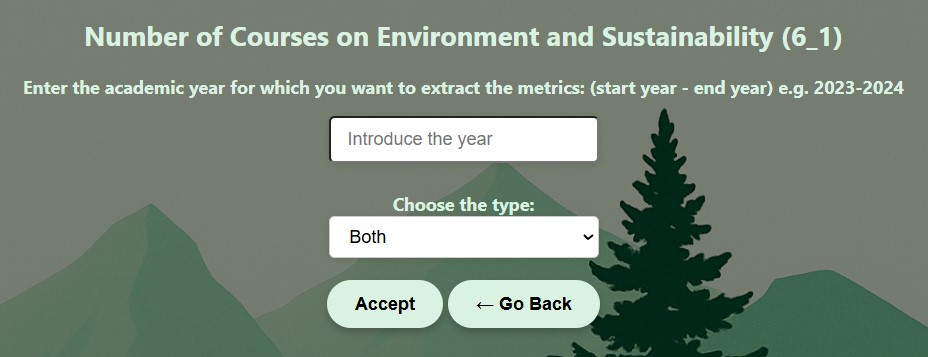 Number of Courses on Environment and Sustainability (6_1)
Enter the academic year for which you want to extract the metrics: (start year - end year) e.g. 2023-2024
Introduce the year
Choose the type:
Both
Accept
← Go Back